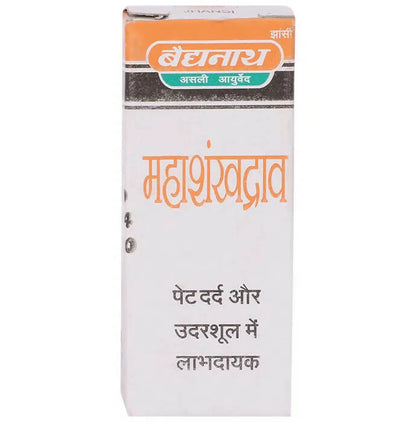 झांसी
बैद्यनाथ
असली आयुर्वेद
महाशंखद्राव
पेट दर्द और
उदरशूल में
लाभदायक